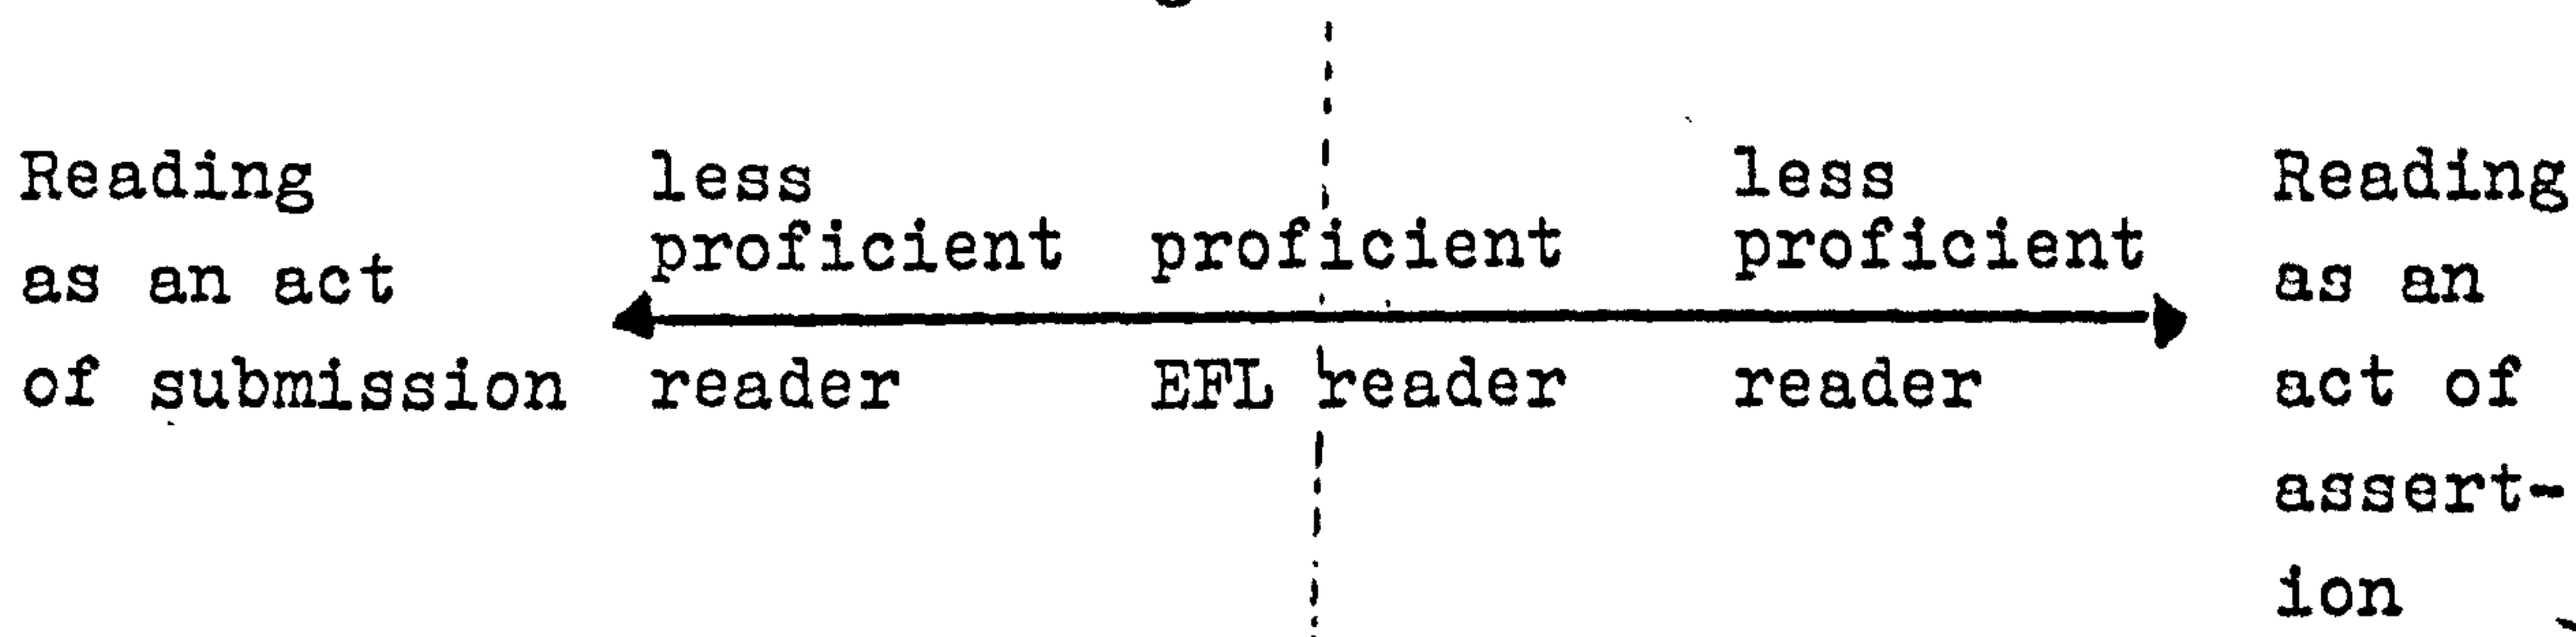 Reading
as an act
of submission
less
proficient
reader
proficient
EFL reader
less
proficient
reader
Reading
as an
act of
assert-
ion